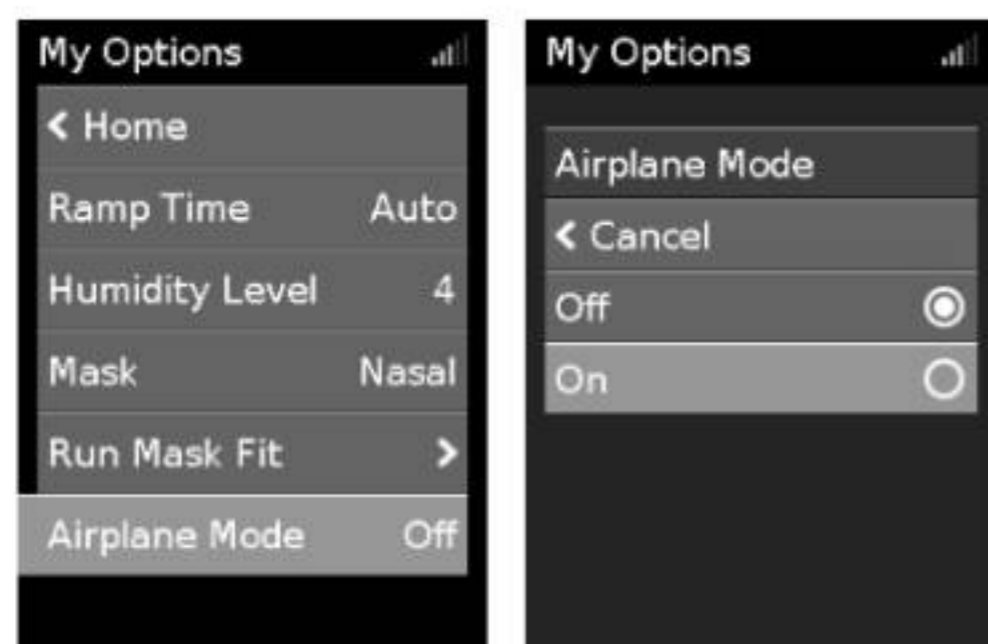 My Options
< Home
Ramp Time Auto
Humidity Level 4
Mask Nasal
Run Mask Fit >
Airplane Mode Off
My Options
Airplane Mode
< Cancel
Off
On